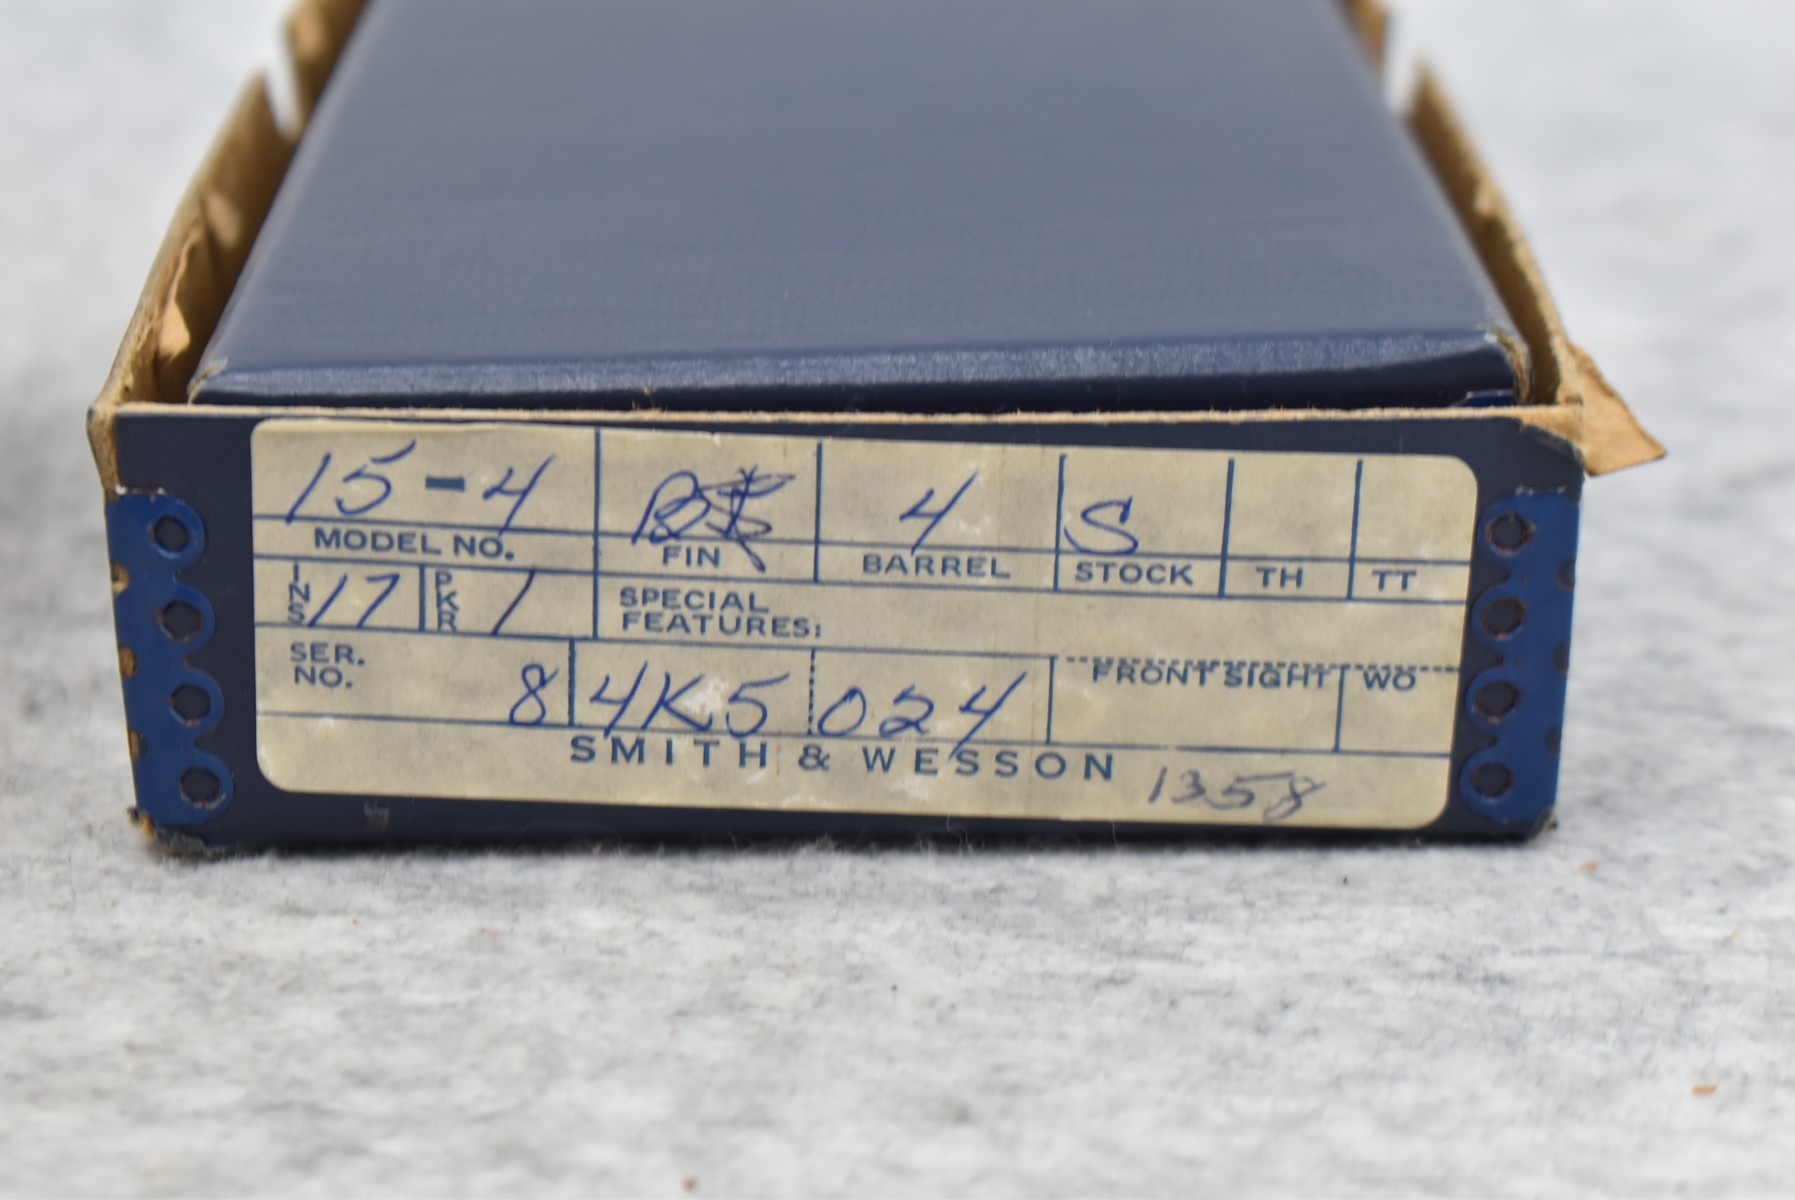 15-4 B 4 S
MODEL NO. FIN BARREL STOCK TH TT
INS 17 PKR 1 SPECIAL
FEATURES:
SER. FRONT SIGHT WO
NO. 8 4K5 024
SMITH & WESSON 1358